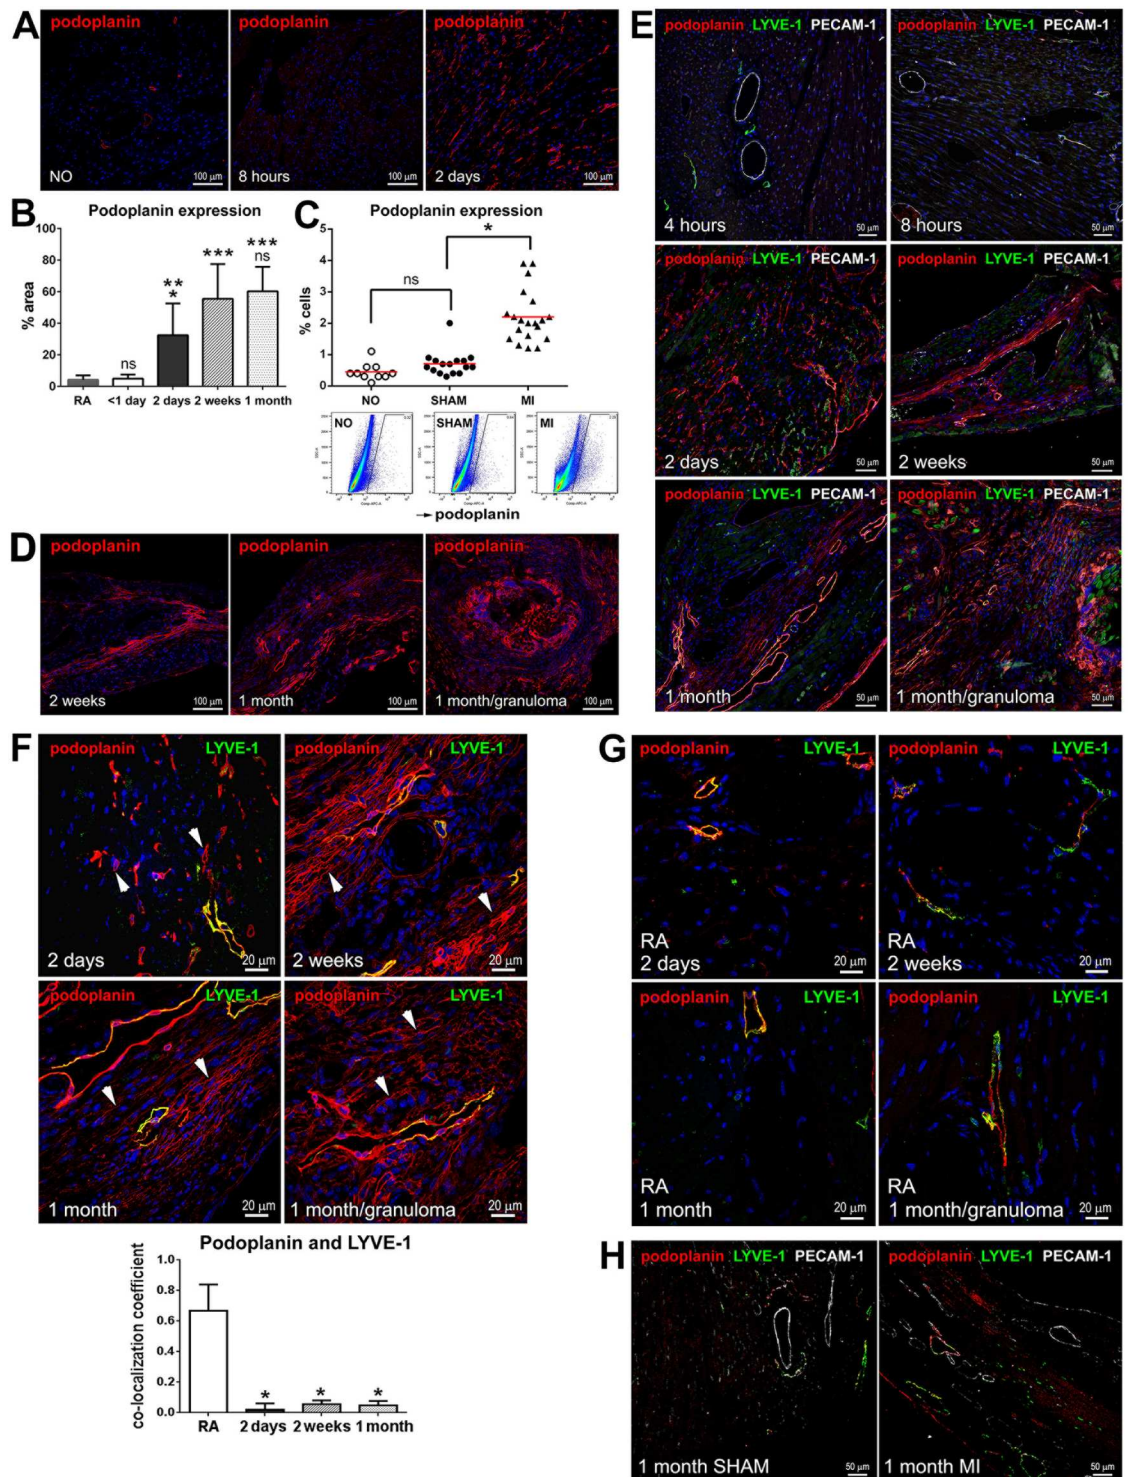 A
podoplanin
NO
100 µm
8 hours
100 µm
2 days
100 µm
B
Podoplanin expression
% area
100
80
60
40
20
0
ns
**
*
***
***
ns
RA <1 day 2 days 2 weeks 1 month
C
Podoplanin expression
% cells
5
4
3
2
1
0
ns
*
NO SHAM MI
NO
SHAM
MI
podoplanin
D
podoplanin
2 weeks
100 µm
podoplanin
1 month
100 µm
podoplanin
1 month/granuloma
100 µm
E
podoplanin LYVE-1 PECAM-1
4 hours
50 µm
podoplanin LYVE-1 PECAM-1
8 hours
50 µm
podoplanin LYVE-1 PECAM-1
2 days
50 µm
podoplanin LYVE-1 PECAM-1
2 weeks
50 µm
podoplanin LYVE-1 PECAM-1
1 month
50 µm
podoplanin LYVE-1 PECAM-1
1 month/granuloma
50 µm
F
podoplanin LYVE-1
2 days
20 µm
podoplanin LYVE-1
2 weeks
20 µm
podoplanin LYVE-1
1 month
20 µm
podoplanin LYVE-1
1 month/granuloma
20 µm
Podoplanin and LYVE-1
co-localization coefficient
1.0
0.8
0.6
0.4
0.2
0.0
* * *
RA 2 days 2 weeks 1 month
G
podoplanin LYVE-1
RA
2 days
20 µm
podoplanin LYVE-1
RA
2 weeks
20 µm
podoplanin LYVE-1
RA
1 month
20 µm
podoplanin LYVE-1
RA
1 month/granuloma
20 µm
H
podoplanin LYVE-1 PECAM-1
1 month SHAM
50 µm
podoplanin LYVE-1 PECAM-1
1 month MI
50 µm